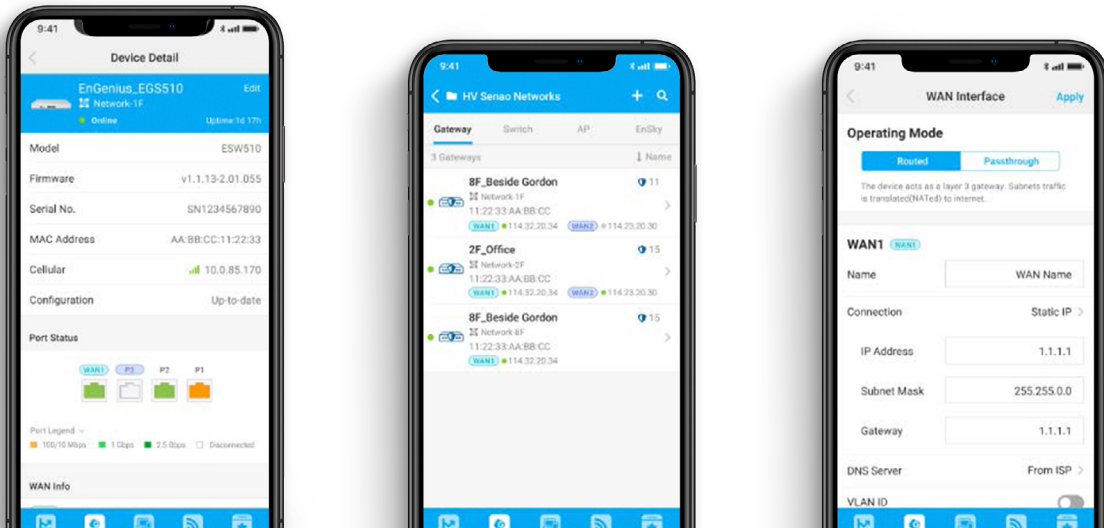 9:41
Device Detail
EnGenius_EGS510 Edit
Network-1F
Online Uptime 1d 17h
Model ESW510
Firmware v1.1.13-2.01.055
Serial No. SN1234567890
MAC Address AA:BB:CC:11:22:33
Cellular 10.0.85.170
Configuration Up-to-date
Port Status
WAN1 P3 P2 P1
Port Legend
100/10 Mbps 1 Gbps 2.5 Gbps Disconnected
WAN Info
9:41
HV Senao Networks
Gateway Switch AP EnSky
3 Gateways Name
8F_Beside Gordon 11
Network-1F
11:22:33:AA:BB:CC
WAN1 114.32.20.34 WAN2 114.23.20.30
2F_Office 15
Network-2F
11:22:33:AA:BB:CC
WAN1 114.32.20.34 WAN2 114.23.20.30
8F_Beside Gordon 15
Network-8F
11:22:33:AA:BB:CC
WAN1 114.32.20.34
9:41
WAN Interface Apply
Operating Mode
Routed Passthrough
The device acts as a layer 3 gateway. Subnets traffic
is translated(NATed) to internet.
WAN1 WAN1
Name WAN Name
Connection Static IP
IP Address 1.1.1.1
Subnet Mask 255.255.0.0
Gateway 1.1.1.1
DNS Server From ISP
VLAN ID